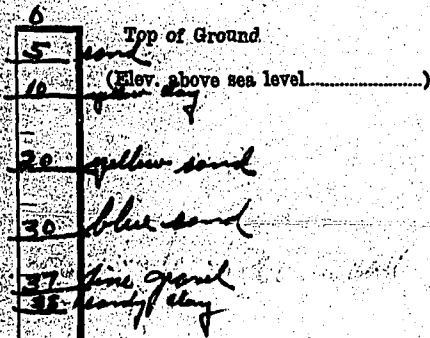 0
Top of Ground
5 sand
(Elev. above sea level....................)
10 yellow clay
20 yellow sand
30 blue sand
37 fine gravel
38 sandy clay